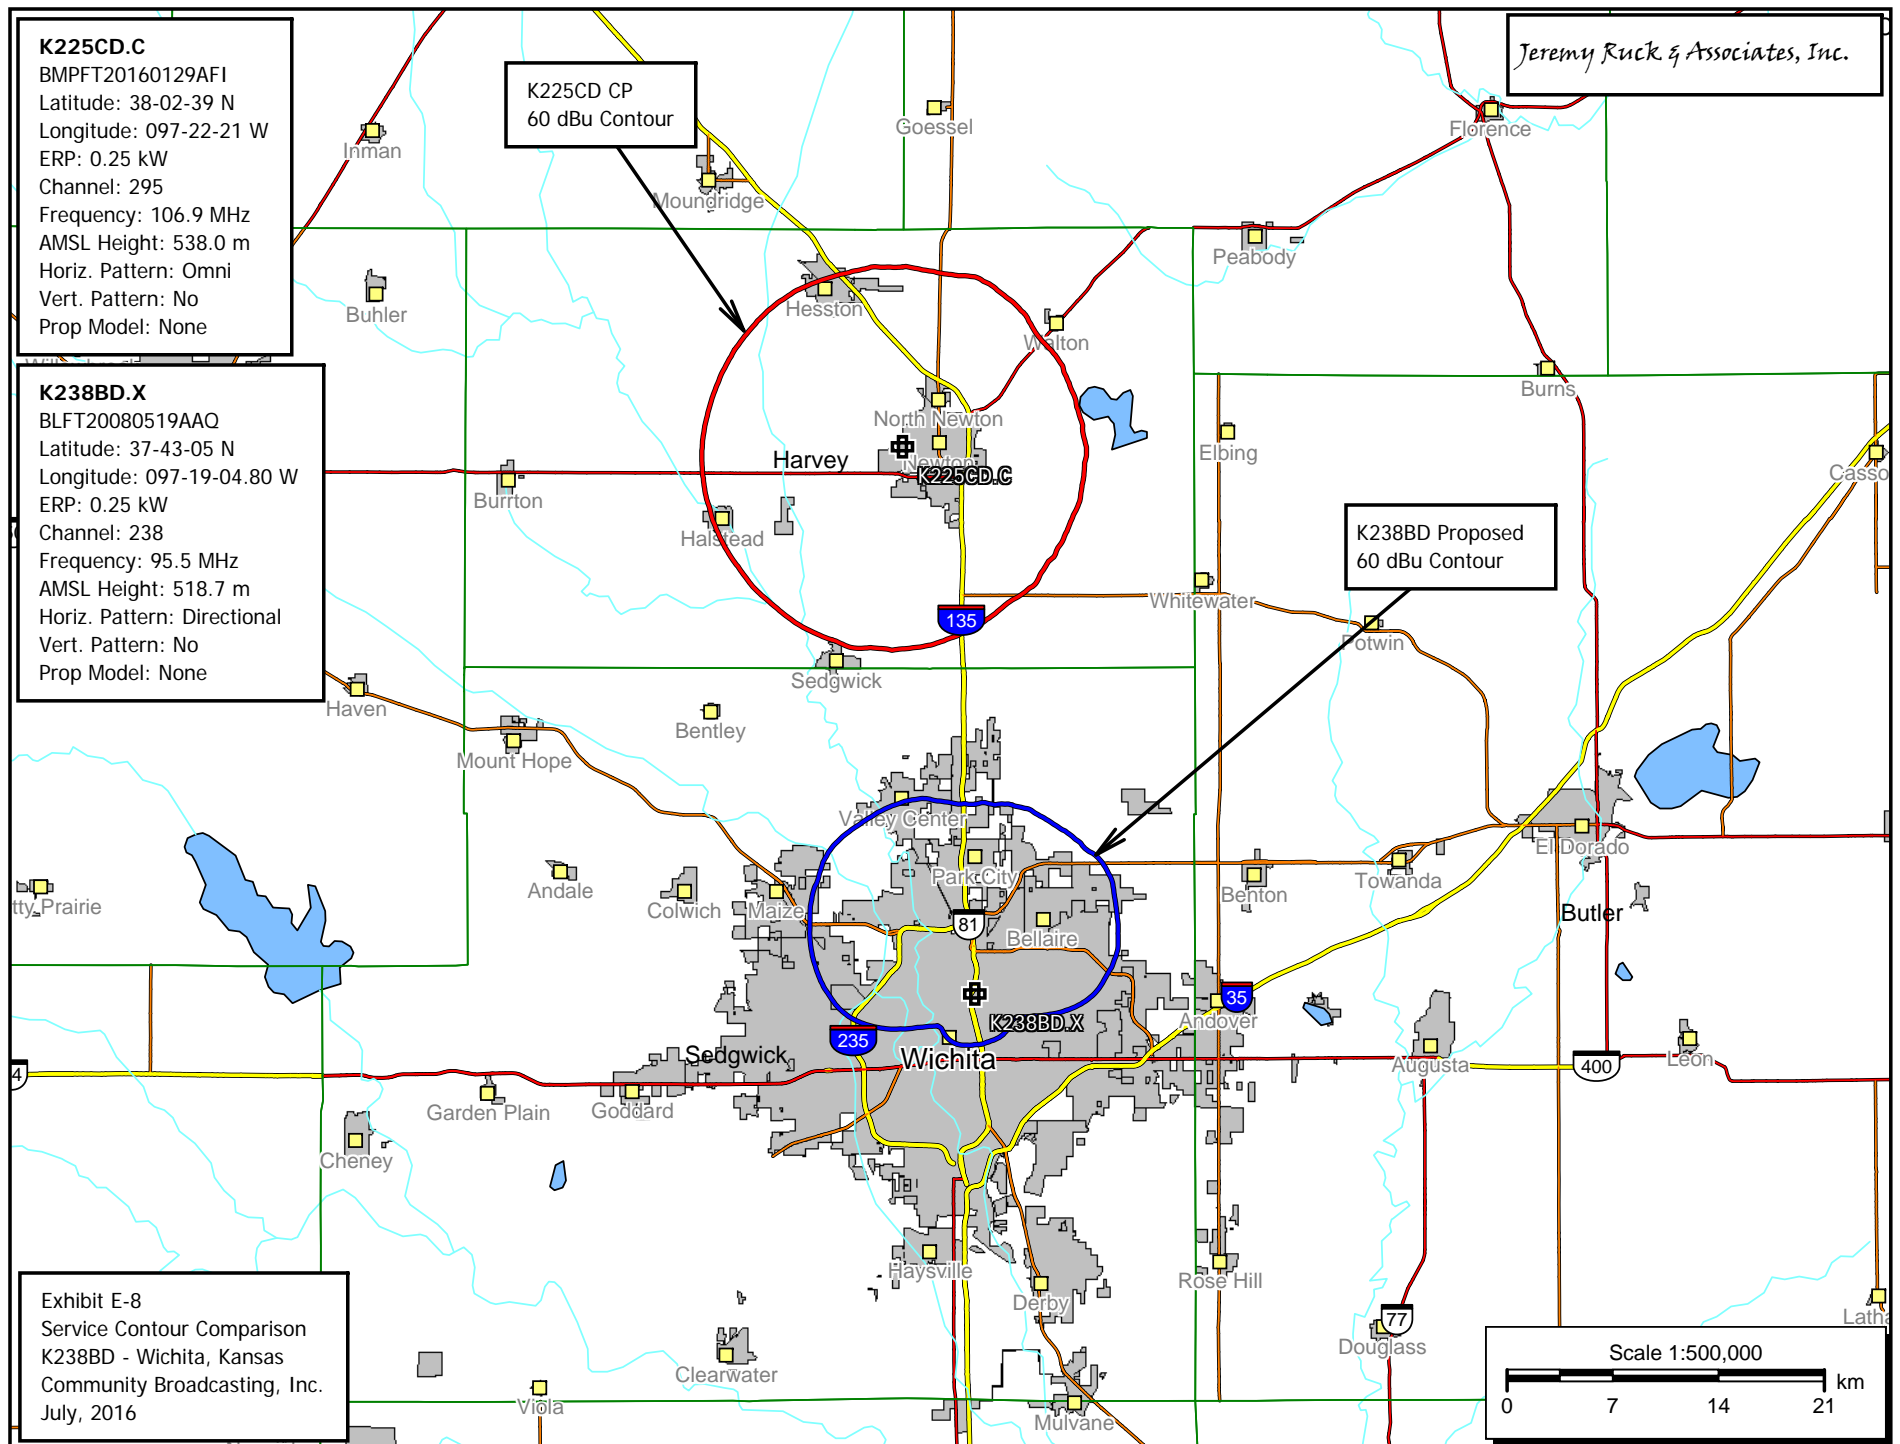 K225CD.C
BMPFT20160129AFI
Latitude: 38-02-39 N
Longitude: 097-22-21 W
ERP: 0.25 kW
Channel: 295
Frequency: 106.9 MHz
AMSL Height: 538.0 m
Horiz. Pattern: Omni
Vert. Pattern: No
Prop Model: None
K238BD.X
BLFT20080519AAQ
Latitude: 37-43-05 N
Longitude: 097-19-04.80 W
ERP: 0.25 kW
Channel: 238
Frequency: 95.5 MHz
AMSL Height: 518.7 m
Horiz. Pattern: Directional
Vert. Pattern: No
Prop Model: None
K225CD CP
60 dBu Contour
Jeremy Ruck & Associates, Inc.
Goessel
Florence
Inman
Moundridge
Peabody
Buhler
Hesston
Walton
Burns
North Newton
Elbing
Harvey
Newton
K225CD.C
Casso
Burrton
Halstead
K238BD Proposed
60 dBu Contour
Whitewater
135
Potwin
Sedgwick
Haven
Bentley
Mount Hope
Valley Center
El Dorado
Park City
Andale
Colwich
Maize
Benton
Towanda
tty Prairie
81
Bellaire
Butler
35
Andover
K238BD.X
235
Sedgwick
Wichita
Augusta
400
Leon
4
Garden Plain
Goddard
Cheney
Haysville
Rose Hill
Derby
77
Douglass
Latha
Clearwater
Viola
Mulvane
Exhibit E-8
Service Contour Comparison
K238BD - Wichita, Kansas
Community Broadcasting, Inc.
July, 2016
Scale 1:500,000
km
0 7 14 21